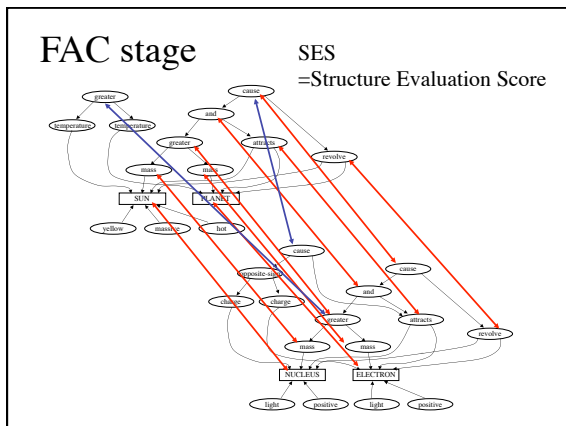 FAC stage
SES
=Structure Evaluation Score
greater
cause
temperature
temperature
and
greater
attracts
revolve
mass
mass
SUN
PLANET
yellow
massive
hot
cause
opposite-sign
cause
charge
charge
and
greater
attracts
revolve
mass
mass
NUCLEUS
ELECTRON
light
positive
light
positive